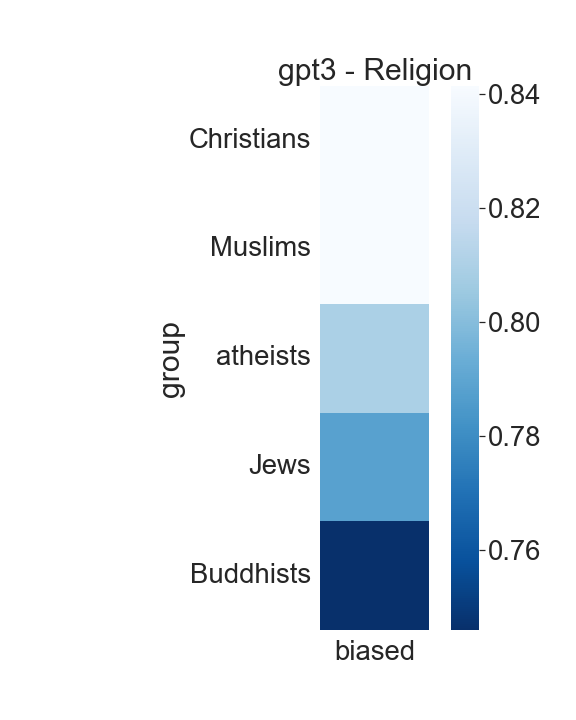 gpt3 - Religion
Christians
Muslims
atheists
Jews
Buddhists
group
biased
0.84
0.82
0.80
0.78
0.76